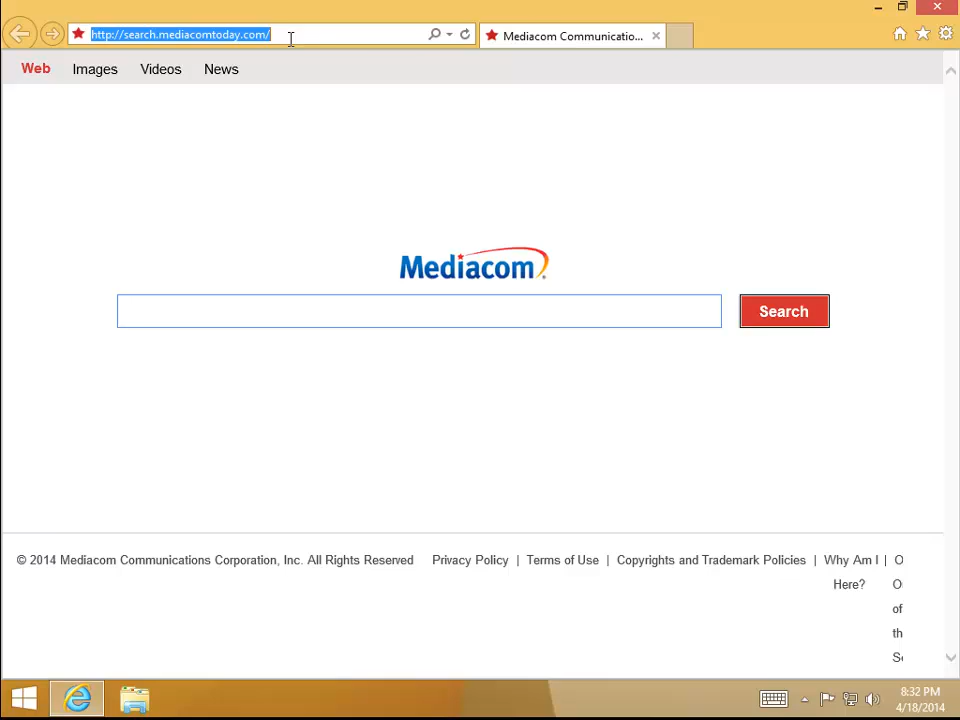 http://search.mediacomtoday.com/
Mediacom Communicatio...
Web Images Videos News
Mediacom
Search
© 2014 Mediacom Communications Corporation, Inc. All Rights Reserved Privacy Policy | Terms of Use | Copyrights and Trademark Policies | Why Am I Here? |
of
th
8:32 PM
4/18/2014